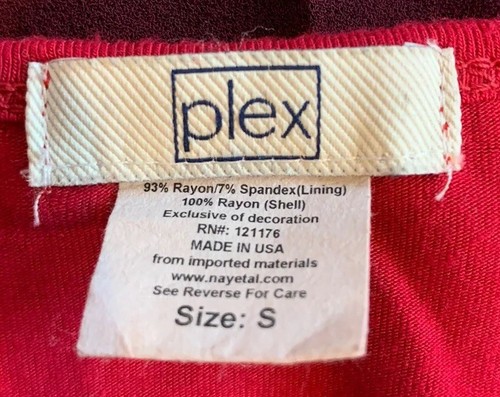 plex
93% Rayon/7% Spandex(Lining)
100% Rayon (Shell)
Exclusive of decoration
RN#: 121176
MADE IN USA
from imported materials
www.nayetal.com
See Reverse For Care
Size: S